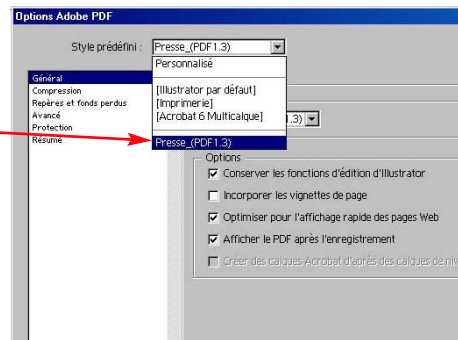 Options Adobe PDF
Style prédéfini : Presse_(PDF1.3)
Personnalisé
[Illustrator par défaut]
[Imprimerie]
[Acrobat 6 Multicalque]
Presse_(PDF1.3)
Général
Compression
Repères et fonds perdus
Avancé
Protection
Résumé
1.3)
Options
Conserver les fonctions d'édition d'Illustrator
Incorporer les vignettes de page
Optimiser pour l'affichage rapide des pages Web
Afficher le PDF après l'enregistrement
Créer des calques Acrobat d'après des calques de niv